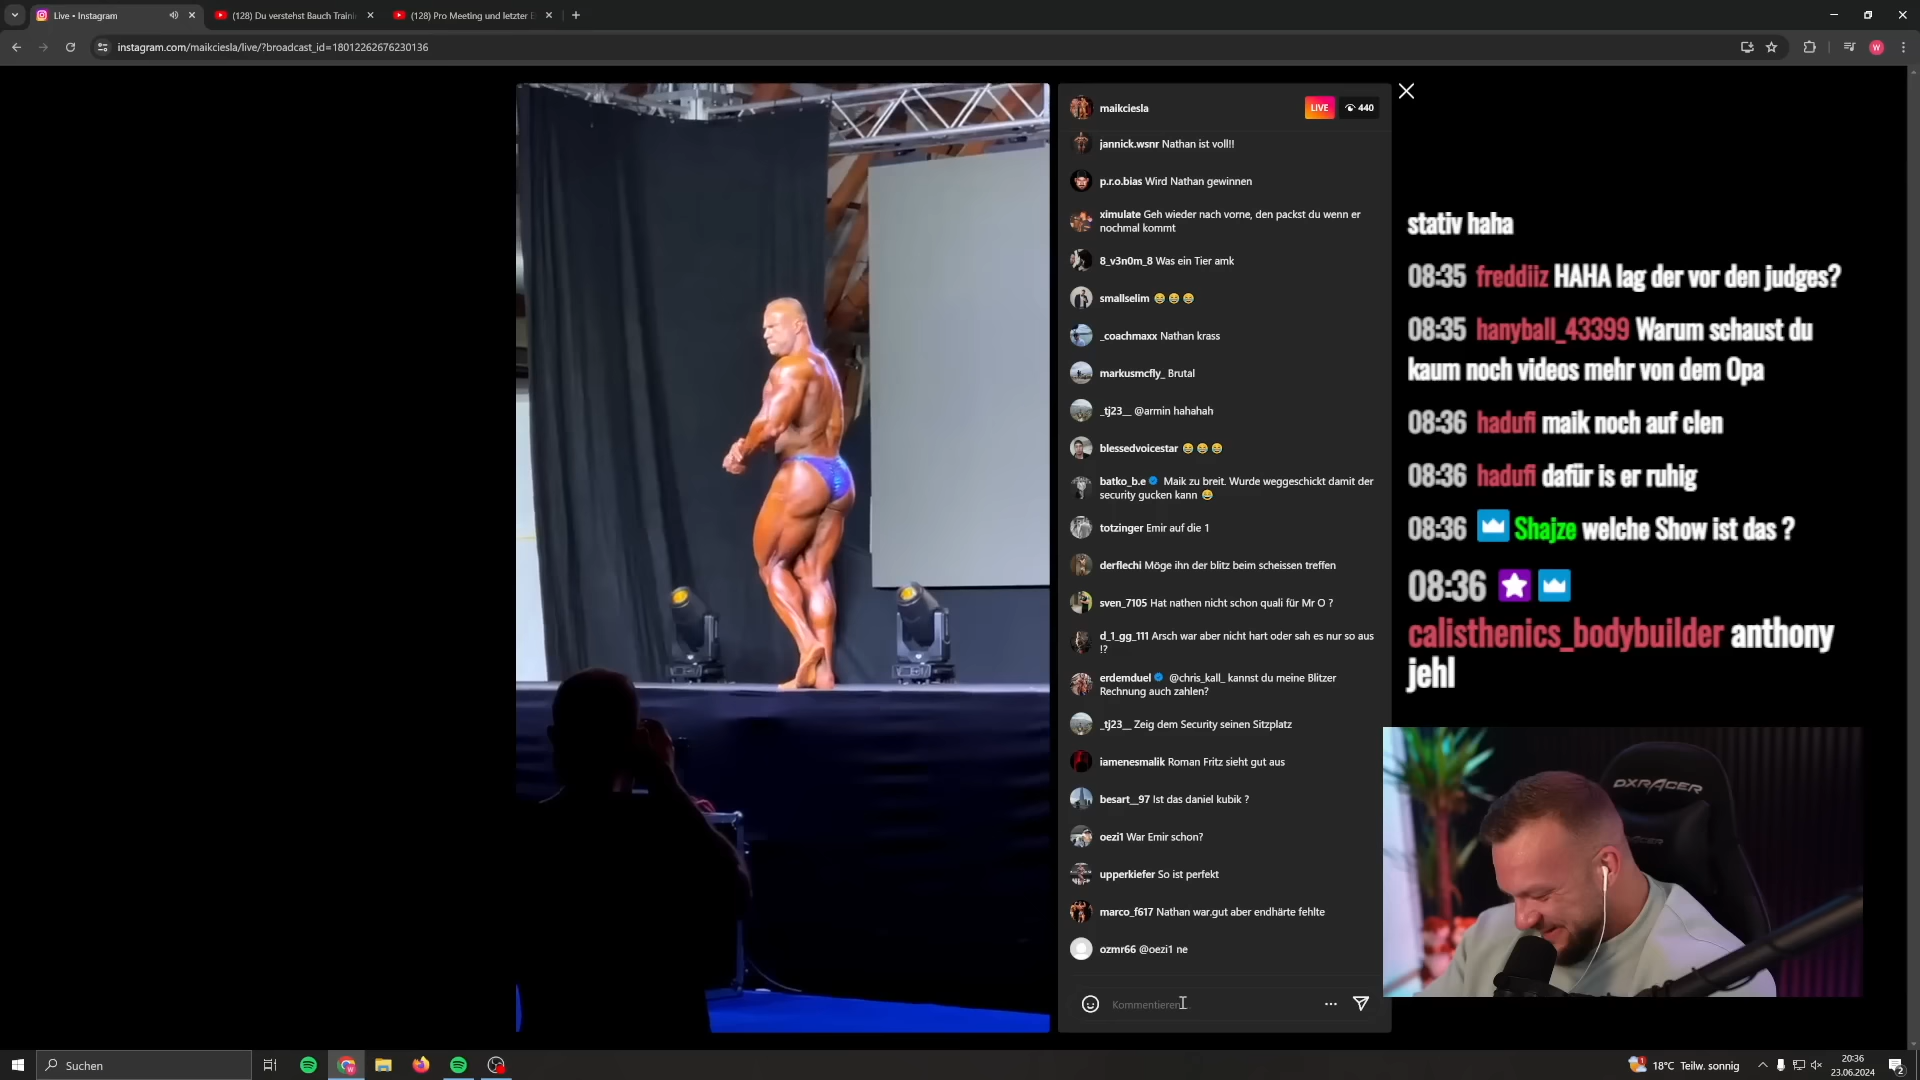 Live • Instagram
(128) Du verstehst Bauch Traini
(128) Pro Meeting und letzter
instagram.com/maikciesla/live/?broadcast_id=18012262676230136
W
maikciesla
LIVE
440
jannick.wsnr Nathan ist voll!!
p.r.o.bias Wird Nathan gewinnen
ximulate Geh wieder nach vorne, den packst du wenn er
nochmal kommt
8_v3n0m_8 Was ein Tier amk
smallselim 😂 😂 😂
_coachmaxx Nathan krass
markusmcfly_ Brutal
_tj23__ @armin hahahah
blessedvoicestar 😂 😂 😂
batko_b.e Maik zu breit. Wurde weggeschickt damit der
security gucken kann 😂
totzinger Emir auf die 1
derflechi Möge ihn der blitz beim scheissen treffen
sven_7105 Hat nathen nicht schon quali für Mr O ?
d_1_gg_111 Arsch war aber nicht hart oder sah es nur so aus
!?
erdemduel @chris_kall_ kannst du meine Blitzer
Rechnung auch zahlen?
_tj23__ Zeig dem Security seinen Sitzplatz
iamenesmalik Roman Fritz sieht gut aus
besart__97 Ist das daniel kubik ?
oezi1 War Emir schon?
upperkiefer So ist perfekt
marco_f617 Nathan war.gut aber endhärte fehlte
ozmr66 @oezi1 ne
Kommentieren
stativ haha
08:35 freddiiz HAHA lag der vor den judges?
08:35 hanyball_43399 Warum schaust du
kaum noch videos mehr von dem Opa
08:36 hadufi maik noch auf clen
08:36 hadufi dafür is er ruhig
08:36 Shajze welche Show ist das ?
08:36
calisthenics_bodybuilder anthony
jehl
DXRACER
Suchen
18°C Teilw. sonnig
20:36
23.06.2024
2